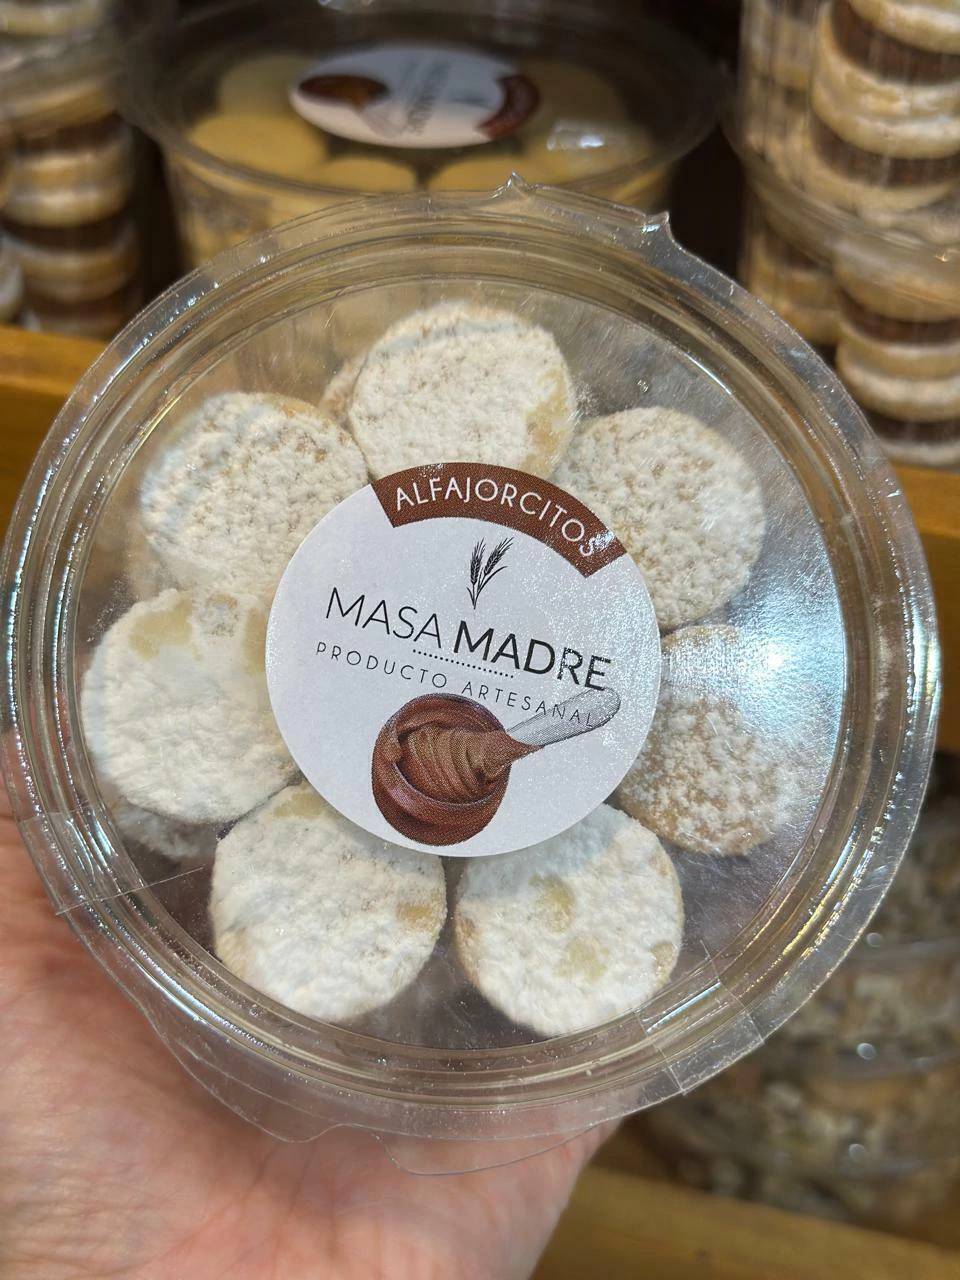 ALFAJORCITOS
MASA MADRE
PRODUCTO ARTESANAL